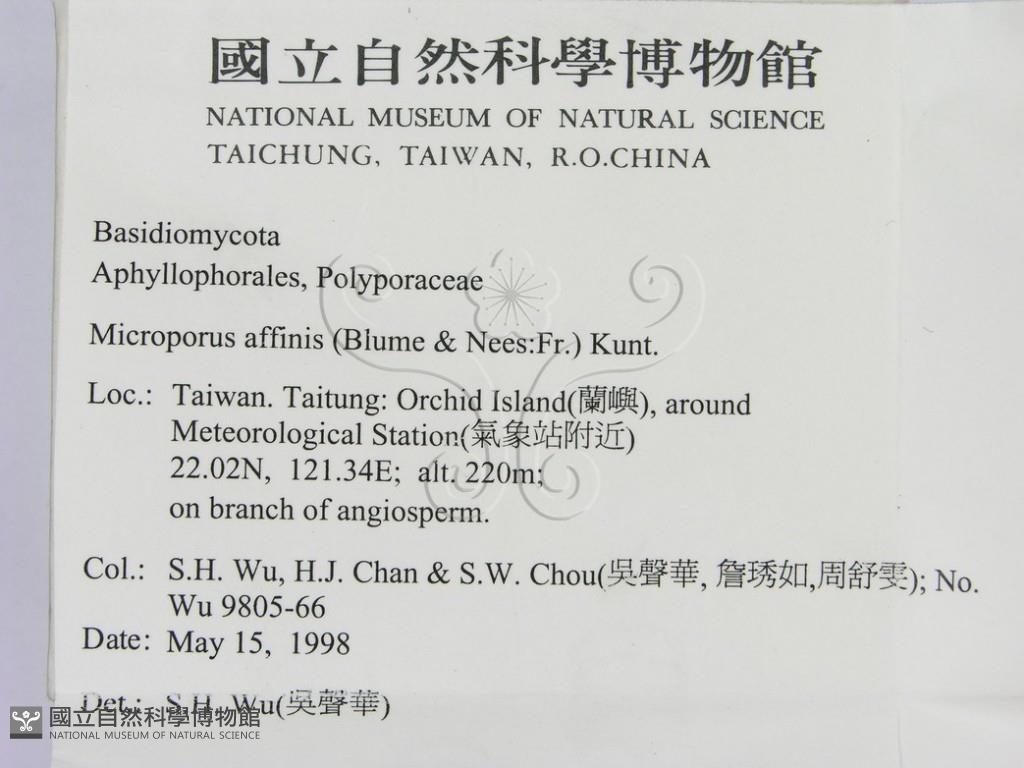 國立自然科學博物館
NATIONAL MUSEUM OF NATURAL SCIENCE
TAICHUNG, TAIWAN, R.O.CHINA
Basidiomycota
Aphyllophorales, Polyporaceae
Microporus affinis (Blume & Nees:Fr.) Kunt.
Loc.: Taiwan. Taitung: Orchid Island(蘭嶼), around
Meteorological Station(氣象站附近)
22.02N, 121.34E; alt. 220m;
on branch of angiosperm.
Col.: S.H. Wu, H.J. Chan & S.W. Chou(吳聲華, 詹琇如,周舒雯); No.
Wu 9805-66
Date: May 15, 1998
Det.: S.H. Wu(吳聲華)
國立自然科學博物館
NATIONAL MUSEUM OF NATURAL SCIENCE